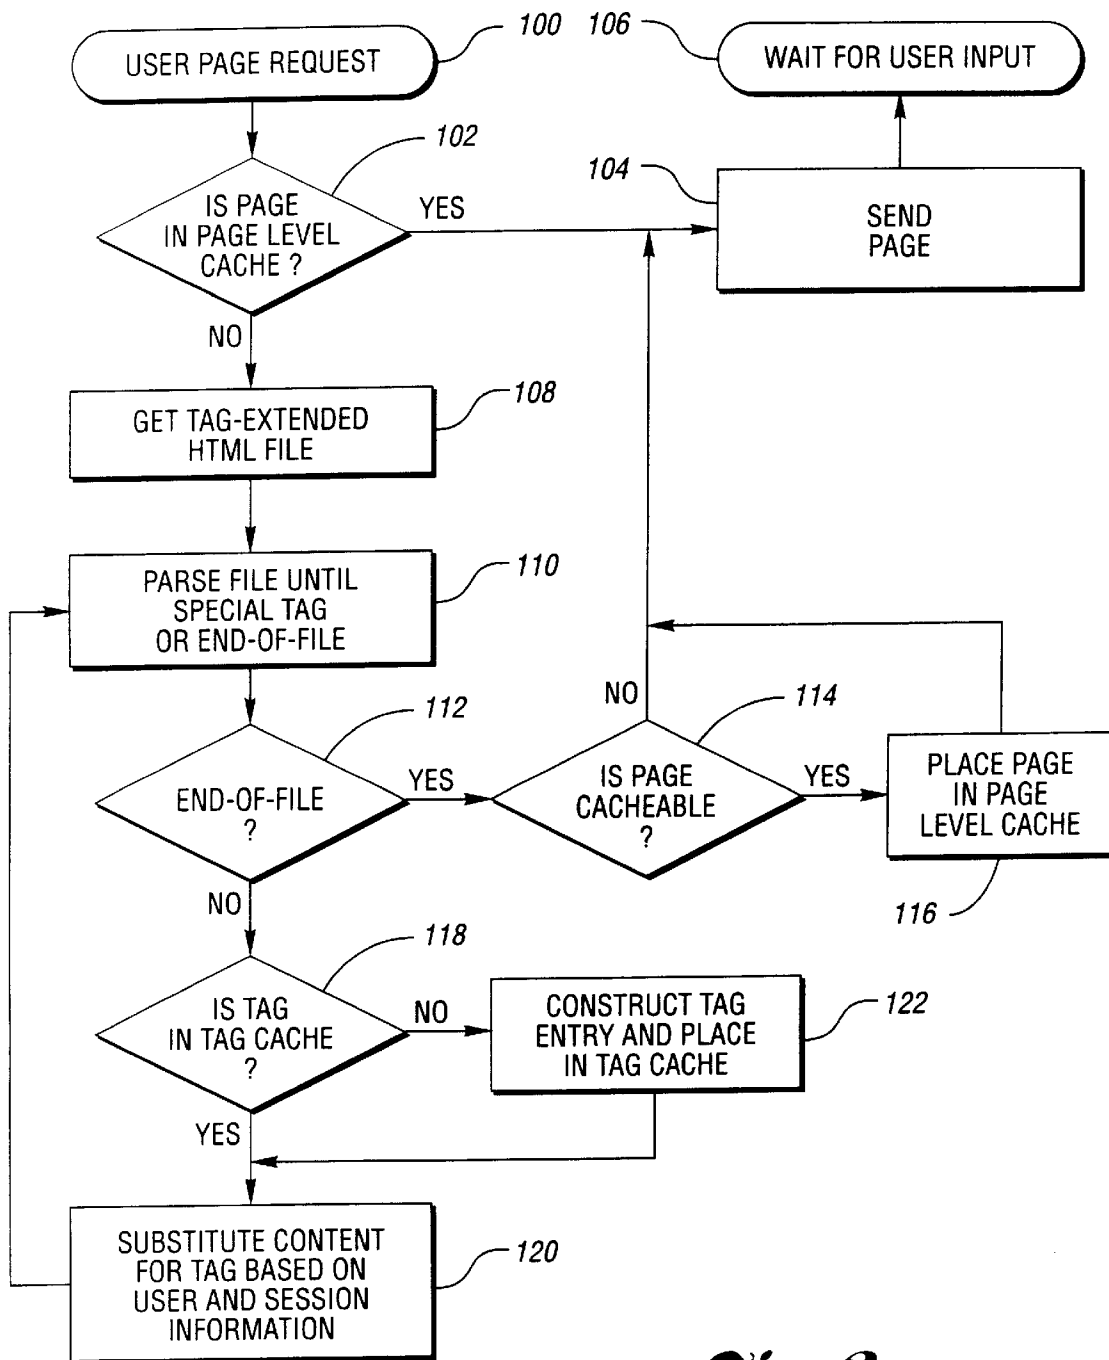 USER PAGE REQUEST
100
106
WAIT FOR USER INPUT
102
IS PAGE
IN PAGE LEVEL
CACHE ?
YES
104
SEND
PAGE
NO
GET TAG-EXTENDED
HTML FILE
108
PARSE FILE UNTIL
SPECIAL TAG
OR END-OF-FILE
110
112
END-OF-FILE
?
YES
NO
114
IS PAGE
CACHEABLE
?
YES
PLACE PAGE
IN PAGE
LEVEL CACHE
116
NO
118
IS TAG
IN TAG CACHE
?
NO
CONSTRUCT TAG
ENTRY AND PLACE
IN TAG CACHE
122
YES
SUBSTITUTE CONTENT
FOR TAG BASED ON
USER AND SESSION
INFORMATION
120